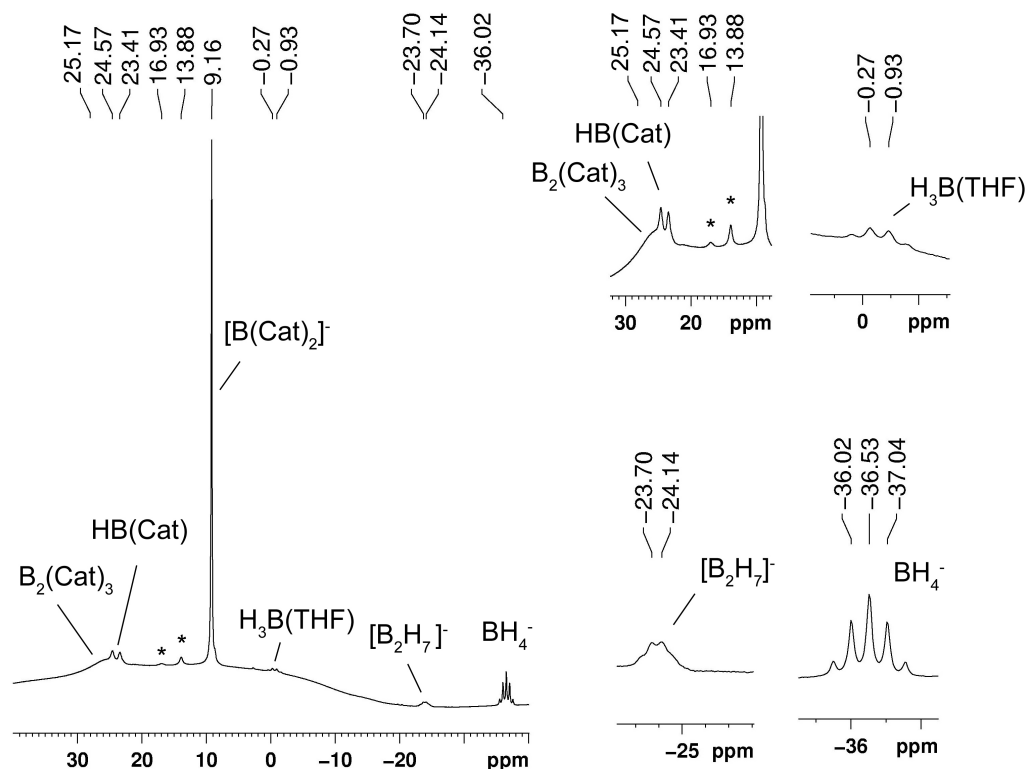 25.17
24.57
23.41
16.93
13.88
9.16
−0.27
−0.93
−23.70
−24.14
−36.02
[B(Cat)₂]⁻
HB(Cat)
B₂(Cat)₃
*
*
H₃B(THF)
[B₂H₇]⁻
BH₄⁻
30 20 10 0 −10 −20 ppm
25.17
24.57
23.41
16.93
13.88
HB(Cat)
B₂(Cat)₃
*
*
30 20 ppm
−0.27
−0.93
H₃B(THF)
0 ppm
−23.70
−24.14
[B₂H₇]⁻
−25 ppm
−36.02
−36.53
−37.04
BH₄⁻
−36 ppm